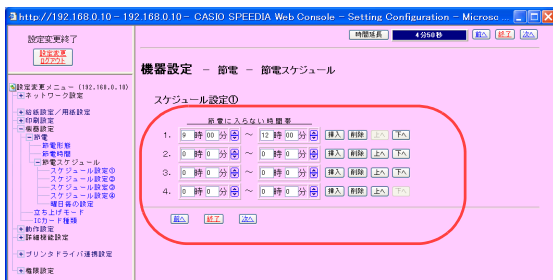 http://192.168.0.10 - 192.168.0.10 - CASIO SPEEDIA Web Console - Setting Configuration - Microso ...
設定変更終了
設定変更
ログアウト
時間延長 4分50秒 前へ 終了 次へ
設定変更メニュー (192.168.0.10)
ネットワーク設定
給紙設定/用紙設定
印刷設定
機器設定
節電
節電形態
節電時間
節電スケジュール
スケジュール設定①
スケジュール設定②
スケジュール設定③
スケジュール設定④
曜日毎の設定
立ち上げモード
ICカード種類
動作設定
詳細機能設定
プリンタドライバ連携設定
権限設定
機器設定 － 節電 － 節電スケジュール
スケジュール設定①
節電に入らない時間帯
1. 9 時 00 分 ～ 12 時 00 分 挿入 削除 上へ 下へ
2. 0 時 0 分 ～ 0 時 0 分 挿入 削除 上へ 下へ
3. 0 時 0 分 ～ 0 時 0 分 挿入 削除 上へ 下へ
4. 0 時 0 分 ～ 0 時 0 分 挿入 削除 上へ 下へ
前へ 終了 次へ